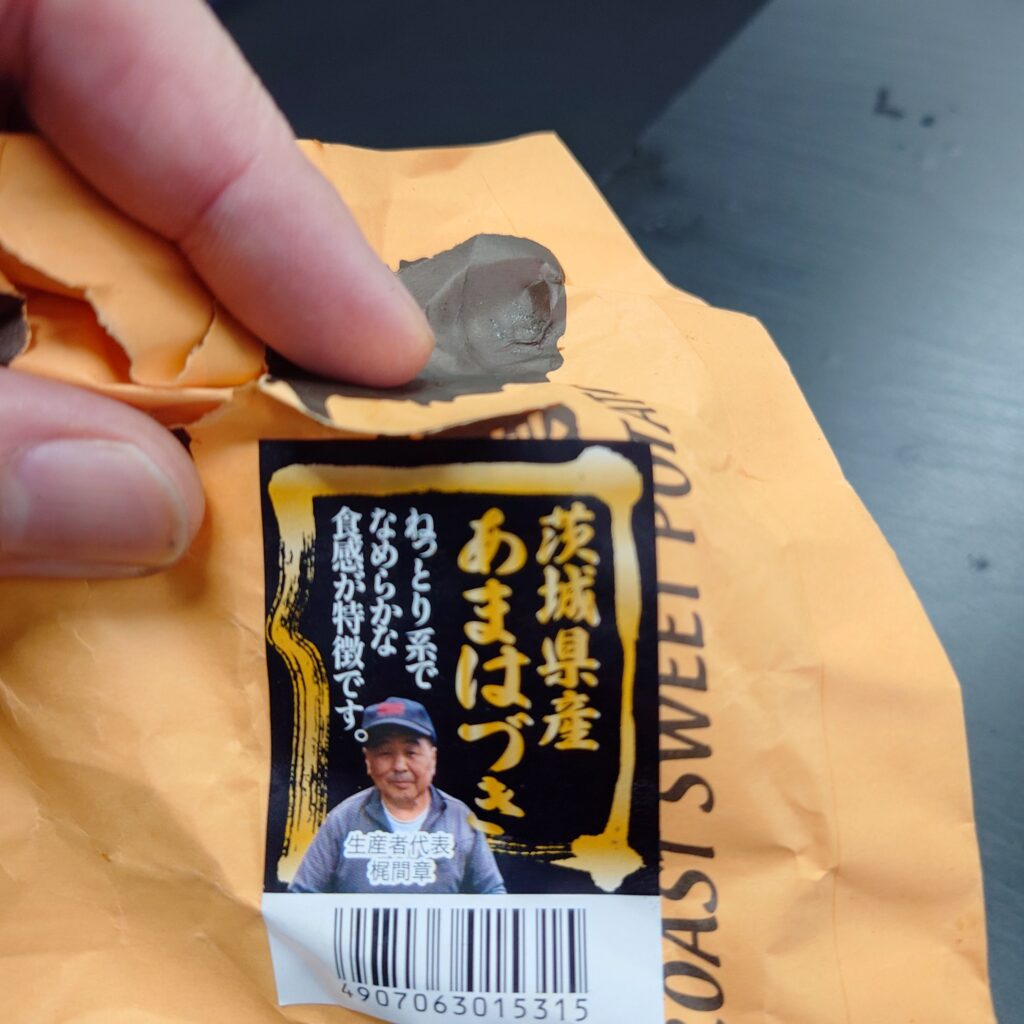 茨城県産
あまはづき
ねっとり系で
なめらかな
食感が特徴です。
生産者代表
梶間章
4907063015315
ROAST SWEET POTATO